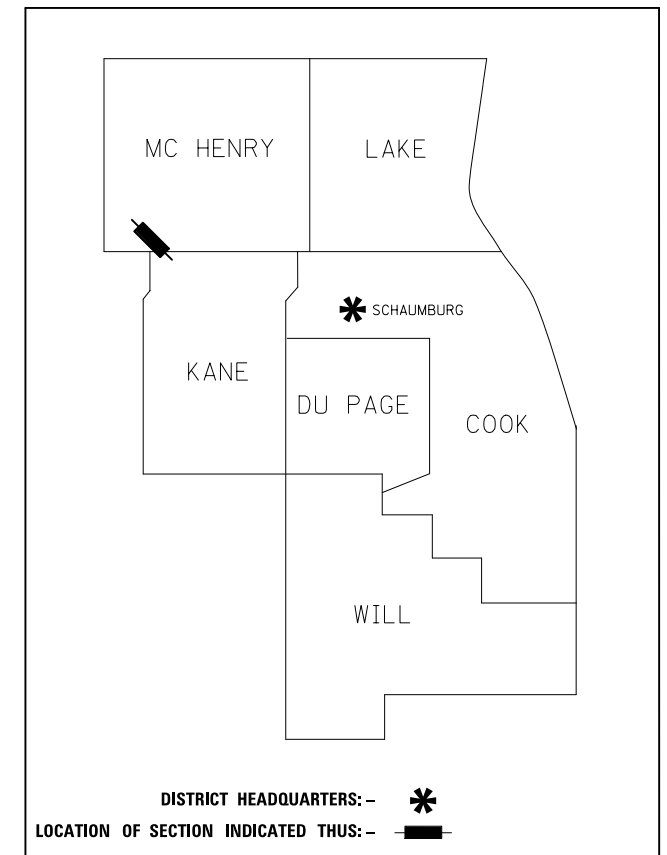 MC HENRY
LAKE
SCHAUMBURG
KANE
DU PAGE
COOK
WILL
DISTRICT HEADQUARTERS: –
LOCATION OF SECTION INDICATED THUS: –